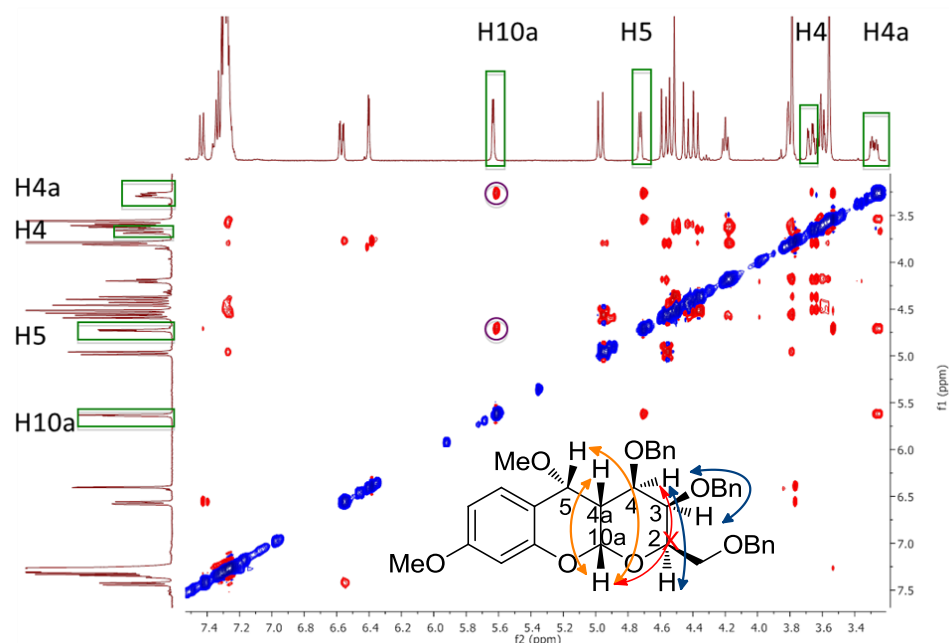 H10a H5 H4 H4a
H4a
H4
H5
H10a
3.5
4.0
4.5
5.0
5.5
6.0
6.5
7.0
7.5
f1 (ppm)
7.4 7.2 7.0 6.8 6.6 6.4 6.2 6.0 5.8 5.6 5.4 5.2 5.0 4.8 4.6 4.4 4.2 4.0 3.8 3.6 3.4
f2 (ppm)
H OBn
MeO H H
OBn
5 4
4a 3 H
10a 2 X
MeO O O OBn
H H